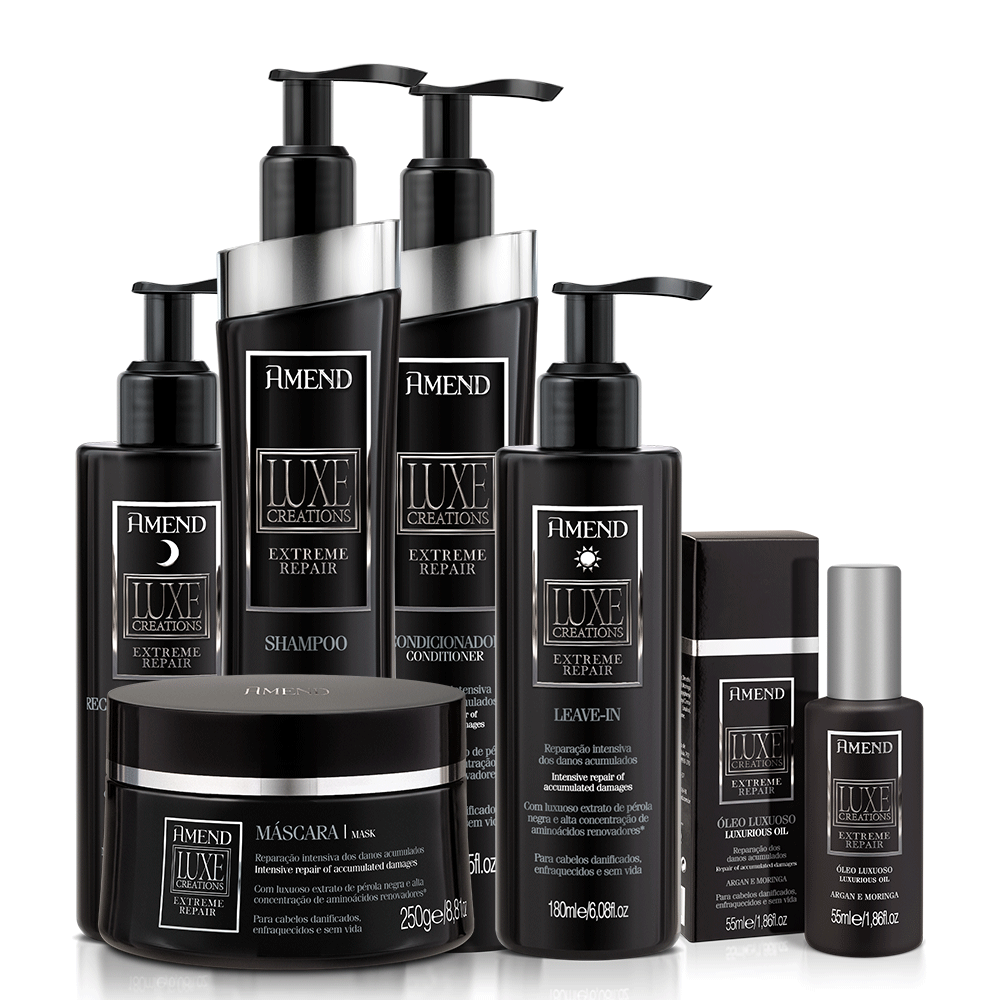 AMEND
LUXE
CREATIONS
EXTREME
REPAIR
AMEND
LUXE
CREATIONS
EXTREME
REPAIR
SHAMPOO
AMEND
LUXE
CREATIONS
EXTREME
REPAIR
CONDITIONER
AMEND
LUXE
CREATIONS
EXTREME
REPAIR
LEAVE-IN
Reparação intensiva
dos danos acumulados
Intensive repair of
accumulated damages
Com luxuoso extrato de pérola
negra e alta concentração de
aminoácidos renovadores*
Para cabelos danificados,
enfraquecidos e sem vida
180mle/6,08fl.oz
AMEND
AMEND
LUXE
CREATIONS
EXTREME
REPAIR
MÁSCARA | MASK
Reparação intensiva dos danos acumulados
Intensive repair of accumulated damages
Com luxuoso extrato de pérola negra e alta
concentração de aminoácidos renovadores*
Para cabelos danificados,
enfraquecidos e sem vida
250ge/8,81oz
AMEND
LUXE
CREATIONS
EXTREME
REPAIR
ÓLEO LUXUOSO
LUXURIOUS OIL
Reparação dos
danos acumulados
Repair of accumulated damages
ARGAN E MORINGA
Para cabelos danificados,
enfraquecidos e sem vida
55mle/1,86fl.oz
AMEND
LUXE
CREATIONS
EXTREME
REPAIR
ÓLEO LUXUOSO
LUXURIOUS OIL
ARGAN E MORINGA
55mle/1,86fl.oz